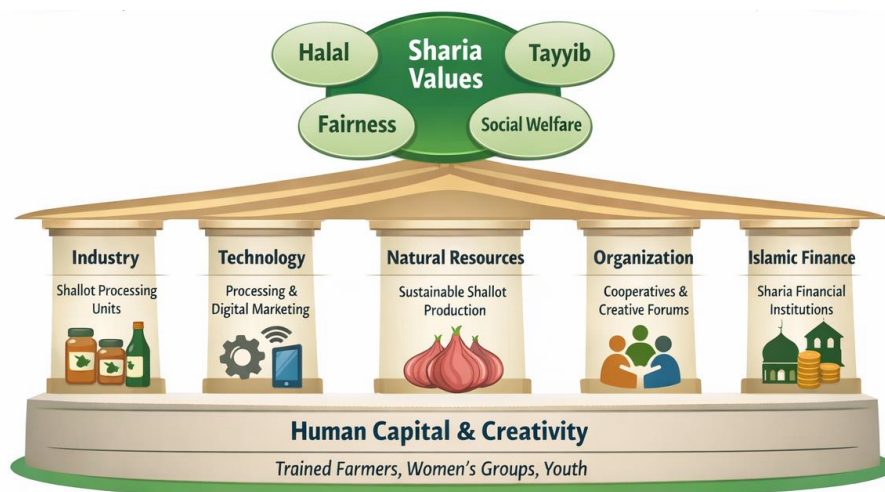 Halal
Sharia
Values
Tayyib
Fairness
Social Welfare
Industry
Shallot Processing
Units
Technology
Processing &
Digital Marketing
Natural Resources
Sustainable Shallot
Production
Organization
Cooperatives &
Creative Forums
Islamic Finance
Sharia Financial
Institutions
Human Capital & Creativity
Trained Farmers, Women's Groups, Youth